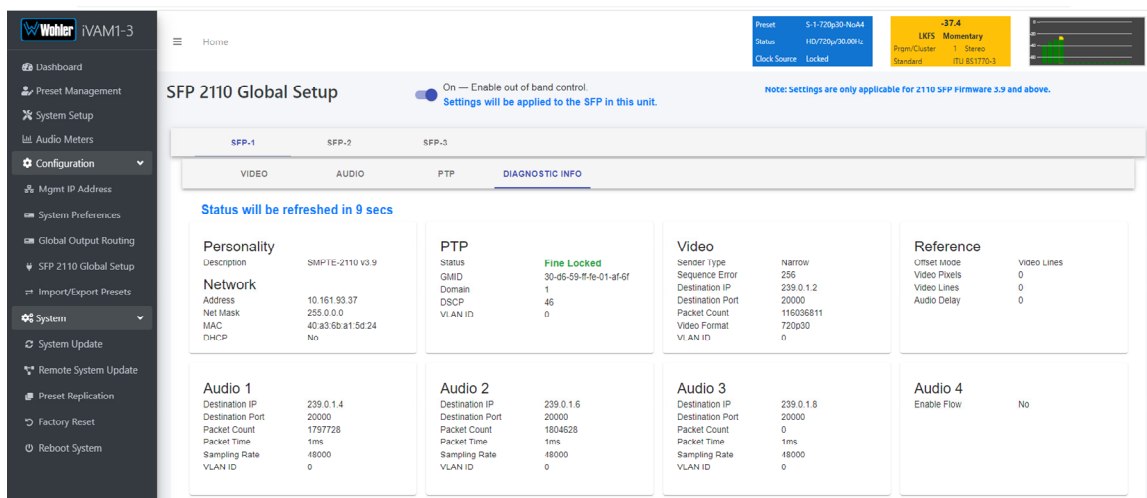 Wohler iVAM1-3
Dashboard
Preset Management
System Setup
Audio Meters
Configuration
Mgmt IP Address
System Preferences
Global Output Routing
SFP 2110 Global Setup
Import/Export Presets
System
System Update
Remote System Update
Preset Replication
Factory Reset
Reboot System
Home
Preset S-1-720p30-NoA4
Status HD/720p/30.00Hz
Clock Source Locked
-37.4
LKFS Momentary
Prqm/Cluster 1 Stereo
Standard ITU BS1770-3
SFP 2110 Global Setup
On — Enable out of band control.
Settings will be applied to the SFP in this unit.
Note: Settings are only applicable for 2110 SFP Firmware 3.9 and above.
SFP-1 SFP-2 SFP-3
VIDEO AUDIO PTP DIAGNOSTIC INFO
Status will be refreshed in 9 secs
Personality
Description SMPTE-2110 v3.9
Network
Address 10.161.93.37
Net Mask 255.0.0.0
MAC 40:a3:6b:a1:5d:24
DHCP No
PTP
Status Fine Locked
GMID 30-d6-59-ff-fe-01-af-6f
Domain 1
DSCP 46
VLAN ID 0
Video
Sender Type Narrow
Sequence Error 256
Destination IP 239.0.1.2
Destination Port 20000
Packet Count 116036811
Video Format 720p30
VLAN ID 0
Reference
Offset Mode Video Lines
Video Pixels 0
Video Lines 0
Audio Delay 0
Audio 1
Destination IP 239.0.1.4
Destination Port 20000
Packet Count 1797728
Packet Time 1ms
Sampling Rate 48000
VLAN ID 0
Audio 2
Destination IP 239.0.1.6
Destination Port 20000
Packet Count 1804628
Packet Time 1ms
Sampling Rate 48000
VLAN ID 0
Audio 3
Destination IP 239.0.1.8
Destination Port 20000
Packet Count 0
Packet Time 1ms
Sampling Rate 48000
VLAN ID 0
Audio 4
Enable Flow No